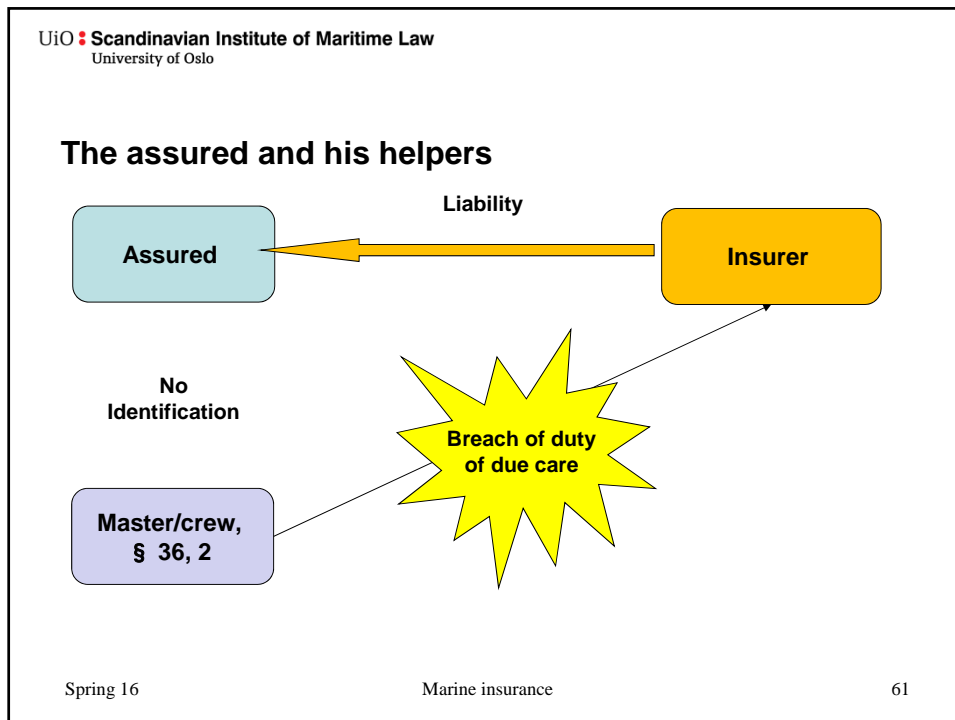 UiO: Scandinavian Institute of Maritime Law
University of Oslo
The assured and his helpers
Liability
Assured
Insurer
No
Identification
Breach of duty
of due care
Master/crew,
§ 36, 2
Spring 16 Marine insurance 61